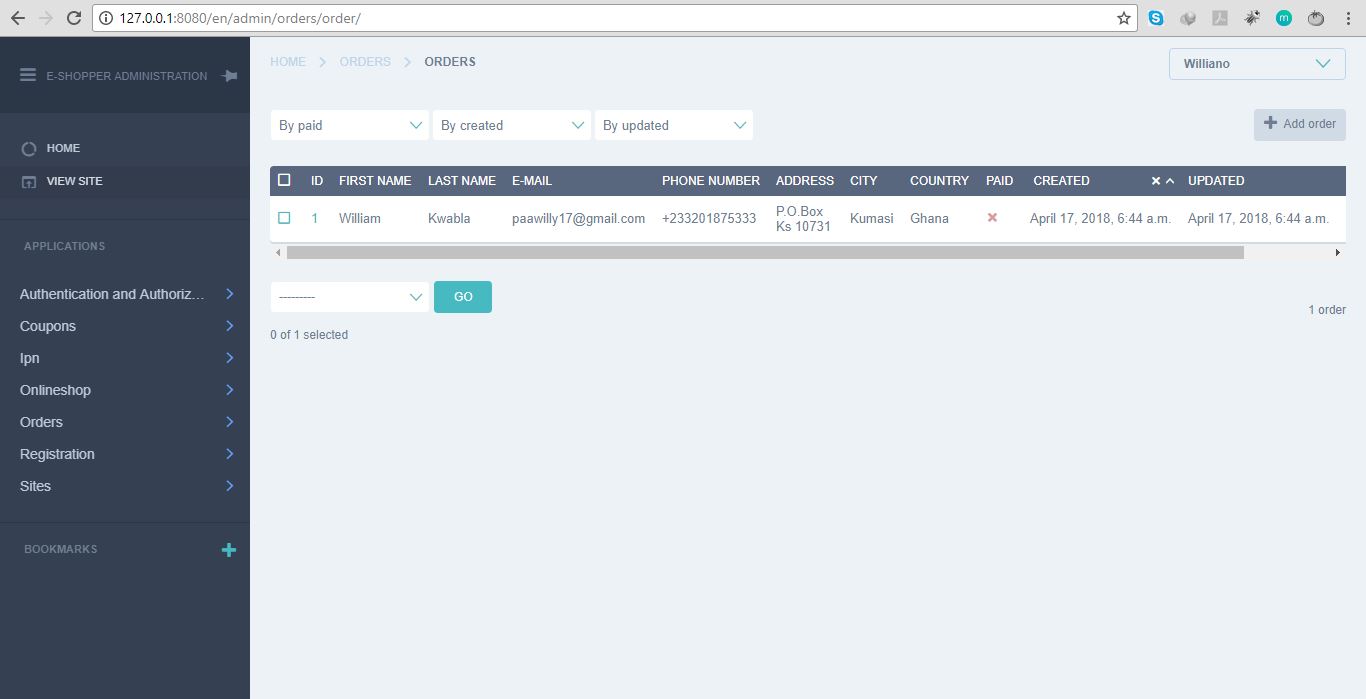 127.0.0.1:8080/en/admin/orders/order/
E-SHOPPER ADMINISTRATION
HOME
VIEW SITE
APPLICATIONS
Authentication and Authoriz...
Coupons
Ipn
Onlineshop
Orders
Registration
Sites
BOOKMARKS
HOME ORDERS ORDERS
Williano
By paid By created By updated
Add order
ID FIRST NAME LAST NAME E-MAIL PHONE NUMBER ADDRESS CITY COUNTRY PAID CREATED UPDATED
1 William Kwabla paawilly17@gmail.com +233201875333 P.O.Box
Ks 10731 Kumasi Ghana April 17, 2018, 6:44 a.m. April 17, 2018, 6:44 a.m.
--------- GO
1 order
0 of 1 selected